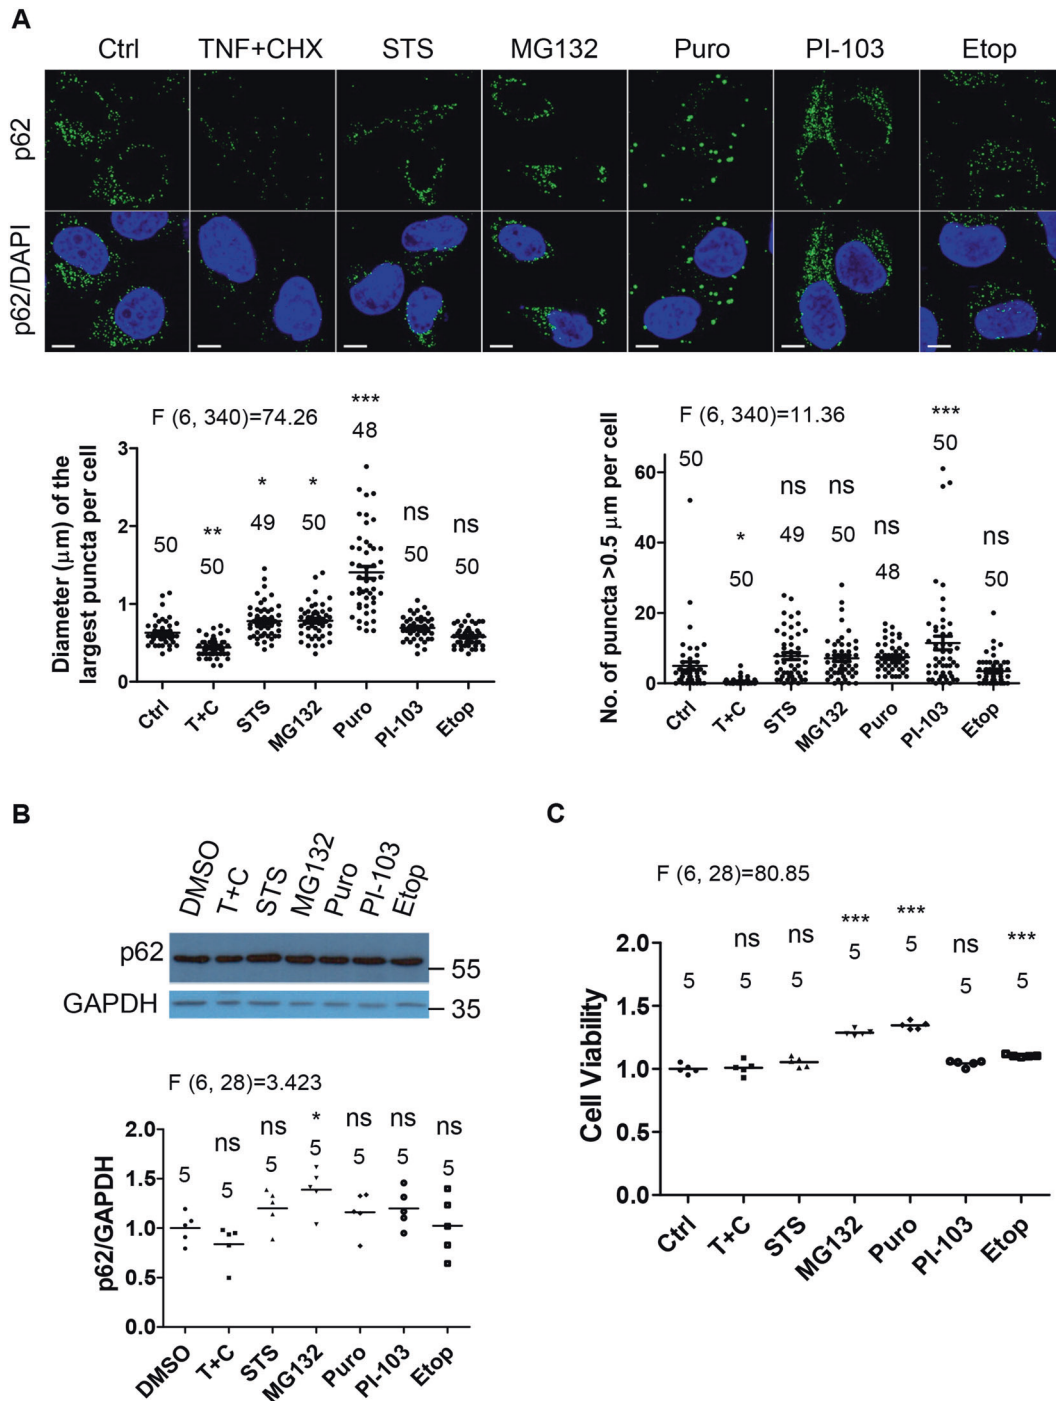 A
Ctrl TNF+CHX STS MG132 Puro PI-103 Etop
p62
p62/DAPI
F (6, 340)=74.26
Diameter (μm) of the
largest puncta per cell
3
2
1
0
50
**
50
*
49
*
50
***
48
ns
50
ns
50
Ctrl T+C STS MG132 Puro PI-103 Etop
F (6, 340)=11.36
No. of puncta >0.5 μm per cell
60
40
20
0
50
*
50
ns
49
ns
50
ns
48
***
50
ns
50
Ctrl T+C STS MG132 Puro PI-103 Etop
B
DMSO T+C STS MG132 Puro PI-103 Etop
p62
55
GAPDH
35
F (6, 28)=3.423
p62/GAPDH
2.0
1.5
1.0
0.5
0.0
5
ns
5
ns
5
*
5
ns
5
ns
5
ns
5
DMSO T+C STS MG132 Puro PI-103 Etop
C
F (6, 28)=80.85
Cell Viability
2.0
1.5
1.0
0.5
0.0
5
ns
5
ns
5
***
5
***
5
ns
5
***
5
Ctrl T+C STS MG132 Puro PI-103 Etop